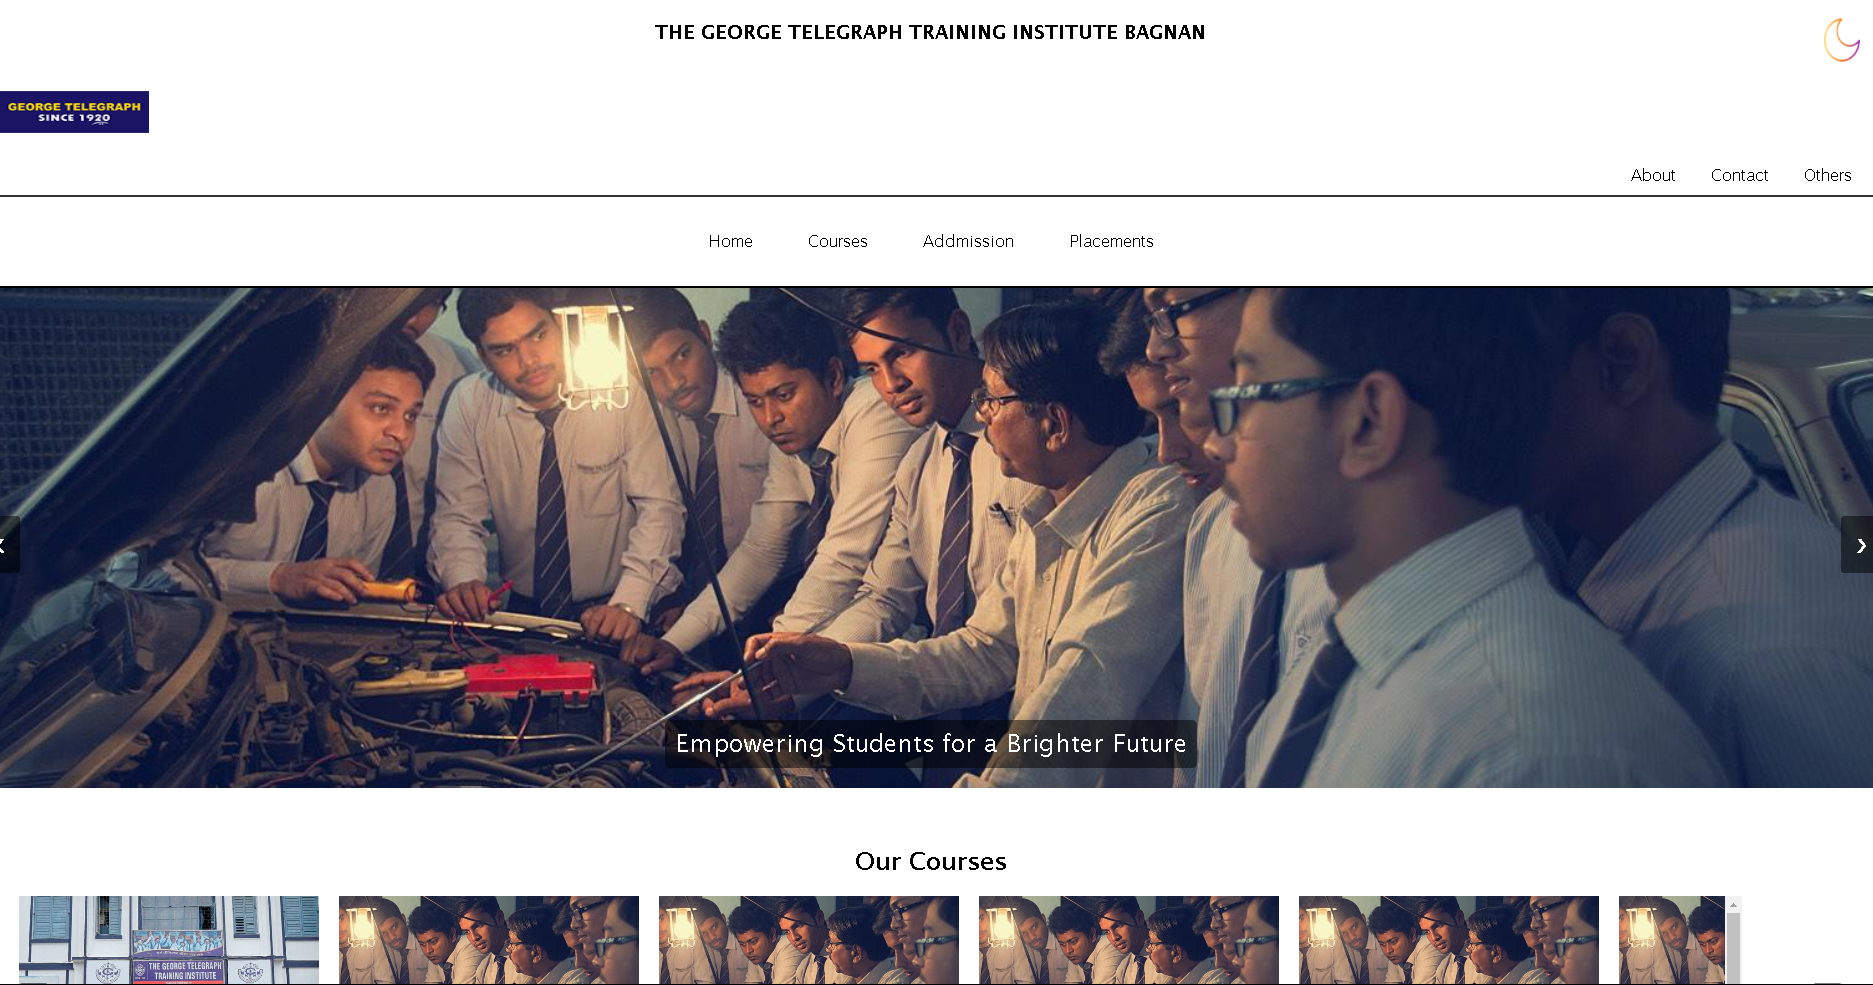 THE GEORGE TELEGRAPH TRAINING INSTITUTE BAGNAN
GEORGE TELEGRAPH
SINCE 1920
About Contact Others
Home Courses Addmission Placements
Empowering Students for a Brighter Future
Our Courses
THE GEORGE TELEGRAPH
TRAINING INSTITUTE